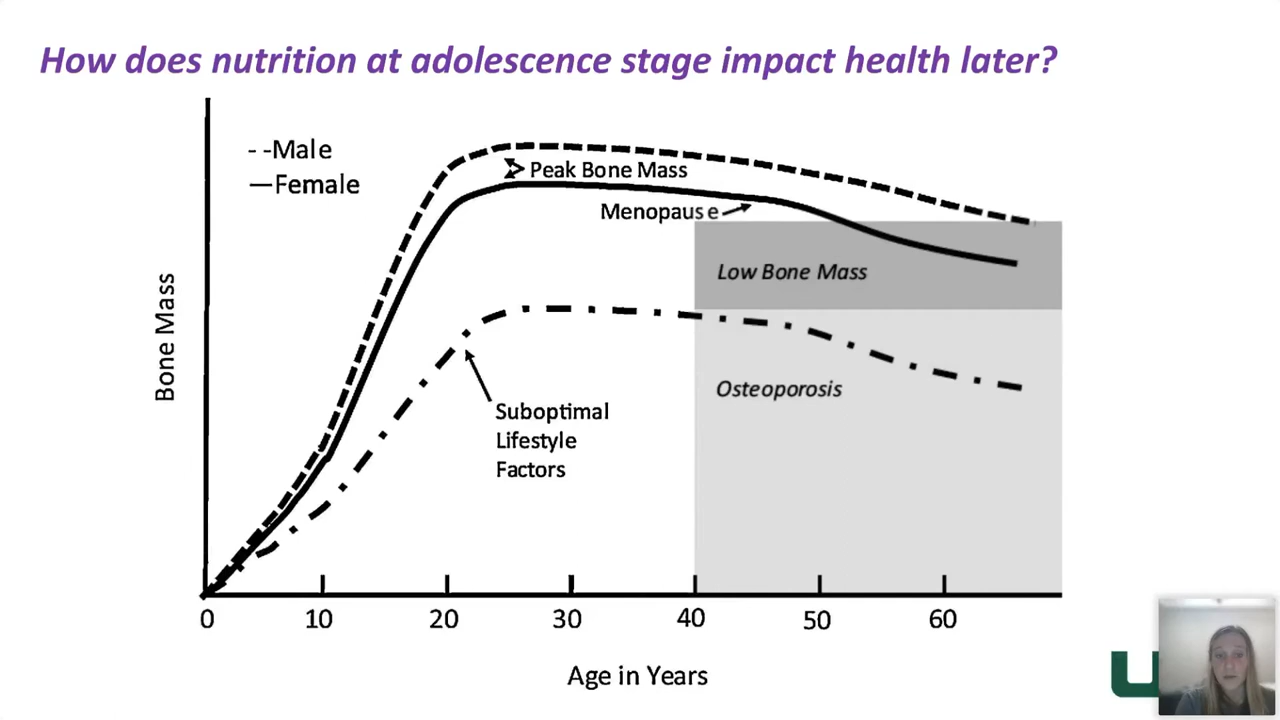 How does nutrition at adolescence stage impact health later?
- -Male
—Female
Peak Bone Mass
Menopause
Low Bone Mass
Osteoporosis
Suboptimal
Lifestyle
Factors
Bone Mass
0 10 20 30 40 50 60
Age in Years
U